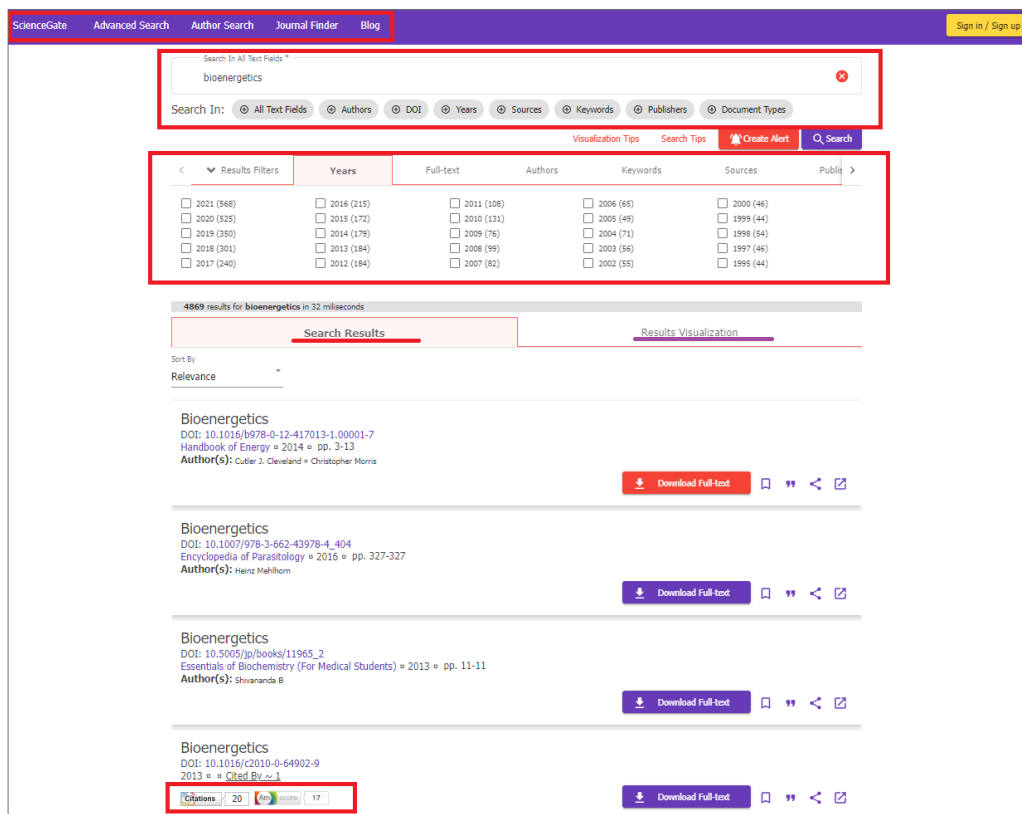 ScienceGate Advanced Search Author Search Journal Finder Blog Sign in / Sign up
Search In All Text Fields *
bioenergetics
Search In: All Text Fields Authors DOI Years Sources Keywords Publishers Document Types
Visualization Tips Search Tips Create Alert Search
Results Filters Years Full-text Authors Keywords Sources Publis
2021 (568) 2016 (215) 2011 (108) 2006 (65) 2000 (46)
2020 (525) 2015 (172) 2010 (131) 2005 (49) 1999 (44)
2019 (350) 2014 (179) 2009 (76) 2004 (71) 1998 (54)
2018 (301) 2013 (184) 2008 (99) 2003 (56) 1997 (46)
2017 (240) 2012 (184) 2007 (82) 2002 (55) 1995 (44)
4869 results for bioenergetics in 32 miliseconds
Search Results Results Visualization
Sort By
Relevance
Bioenergetics
DOI: 10.1016/b978-0-12-417013-1.00001-7
Handbook of Energy ¤ 2014 ¤ pp. 3-13
Author(s): Cutler J. Cleveland ¤ Christopher Morris
Download Full-text
Bioenergetics
DOI: 10.1007/978-3-662-43978-4_404
Encyclopedia of Parasitology ¤ 2016 ¤ pp. 327-327
Author(s): Heinz Mehlhorn
Download Full-text
Bioenergetics
DOI: 10.5005/jp/books/11965_2
Essentials of Biochemistry (For Medical Students) ¤ 2013 ¤ pp. 11-11
Author(s): Shivananda B
Download Full-text
Bioenergetics
DOI: 10.1016/c2010-0-64902-9
2013 ¤ ¤ Cited By ~ 1
Citations 20 Am score 17
Download Full-text